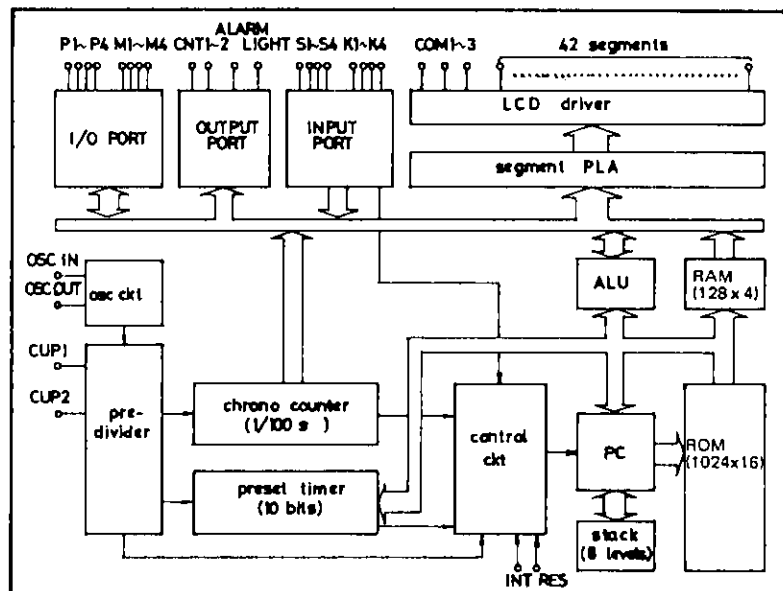 ALARM
P1~P4 M1~M4 CNT1~2 LIGHT S1~S4 K1~K4 COM1~3 42 segments
I/O PORT
OUTPUT
PORT
INPUT
PORT
LCD driver
segment PLA
OSC IN
OSC OUT
osc ckt
ALU
RAM
(128 x 4)
CUP1
CUP2
pre-
divider
chrono counter
(1/100 s )
preset timer
(10 bits)
control
ckt
PC
ROM
(1024x16)
stack
(8 levels)
INT RES